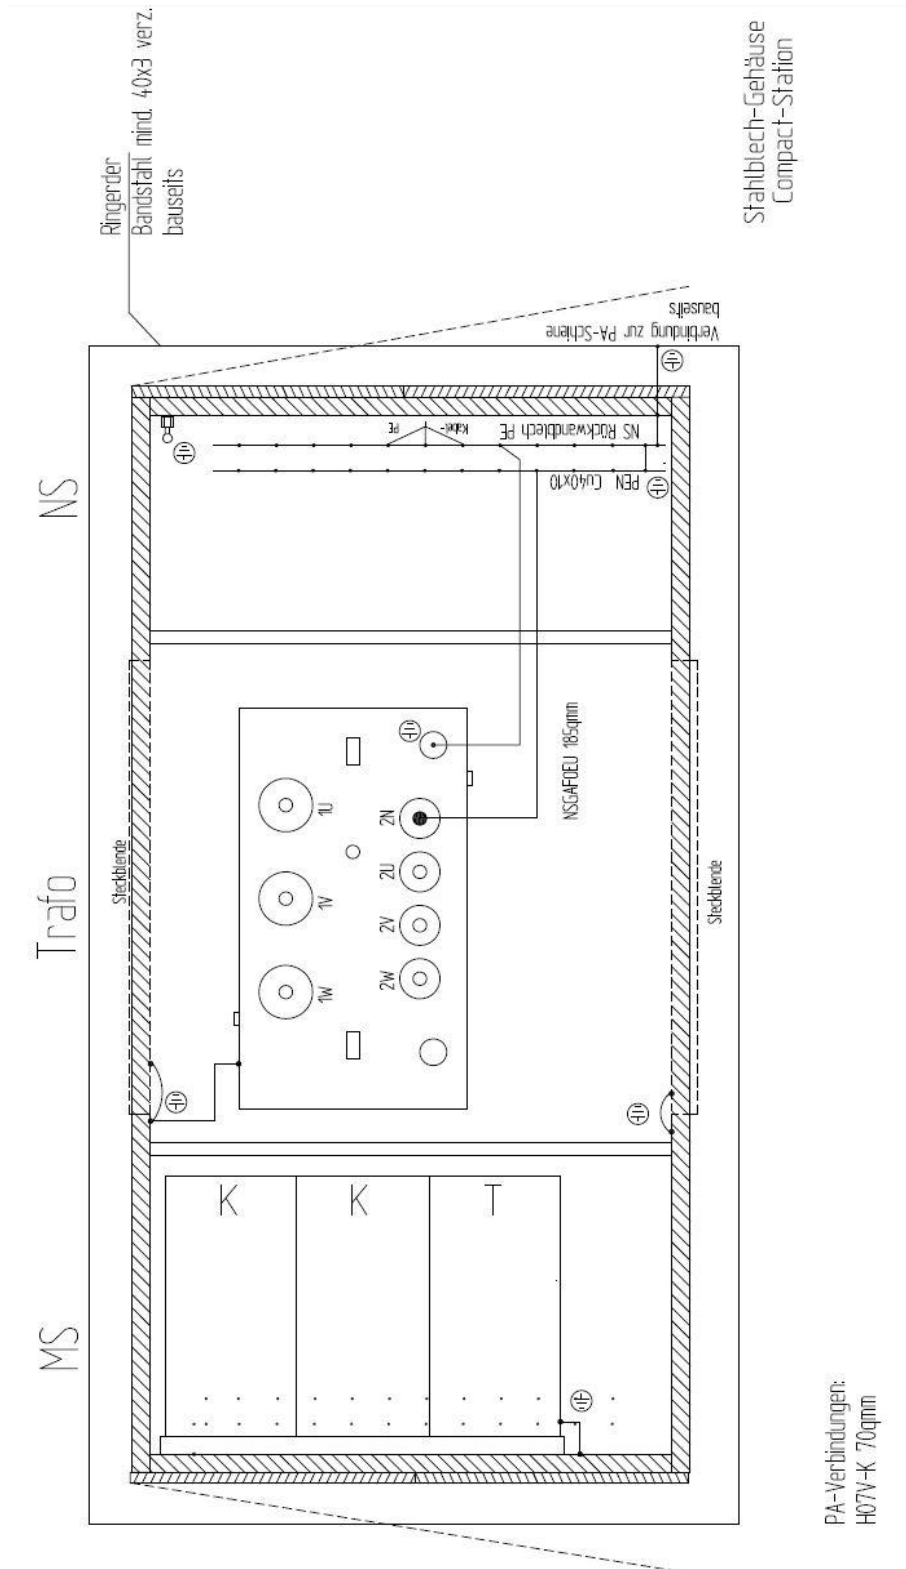 Ringerder
Bandstahl mind. 40x3 verz.
bauseits
Stahlblech-Gehäuse
Compact-Station
MS
Trafo
NS
Steckblende
K
K
T
1W
1V
1U
2W
2V
2U
2N
NSGAFÖEU 185qmm
PEN Cu40x10
NS Rückwandblech PE
Kabel-
PE
Verbindung zur PA-Schiene
bauseits
Steckblende
PA-Verbindungen:
H07V-K 70qmm